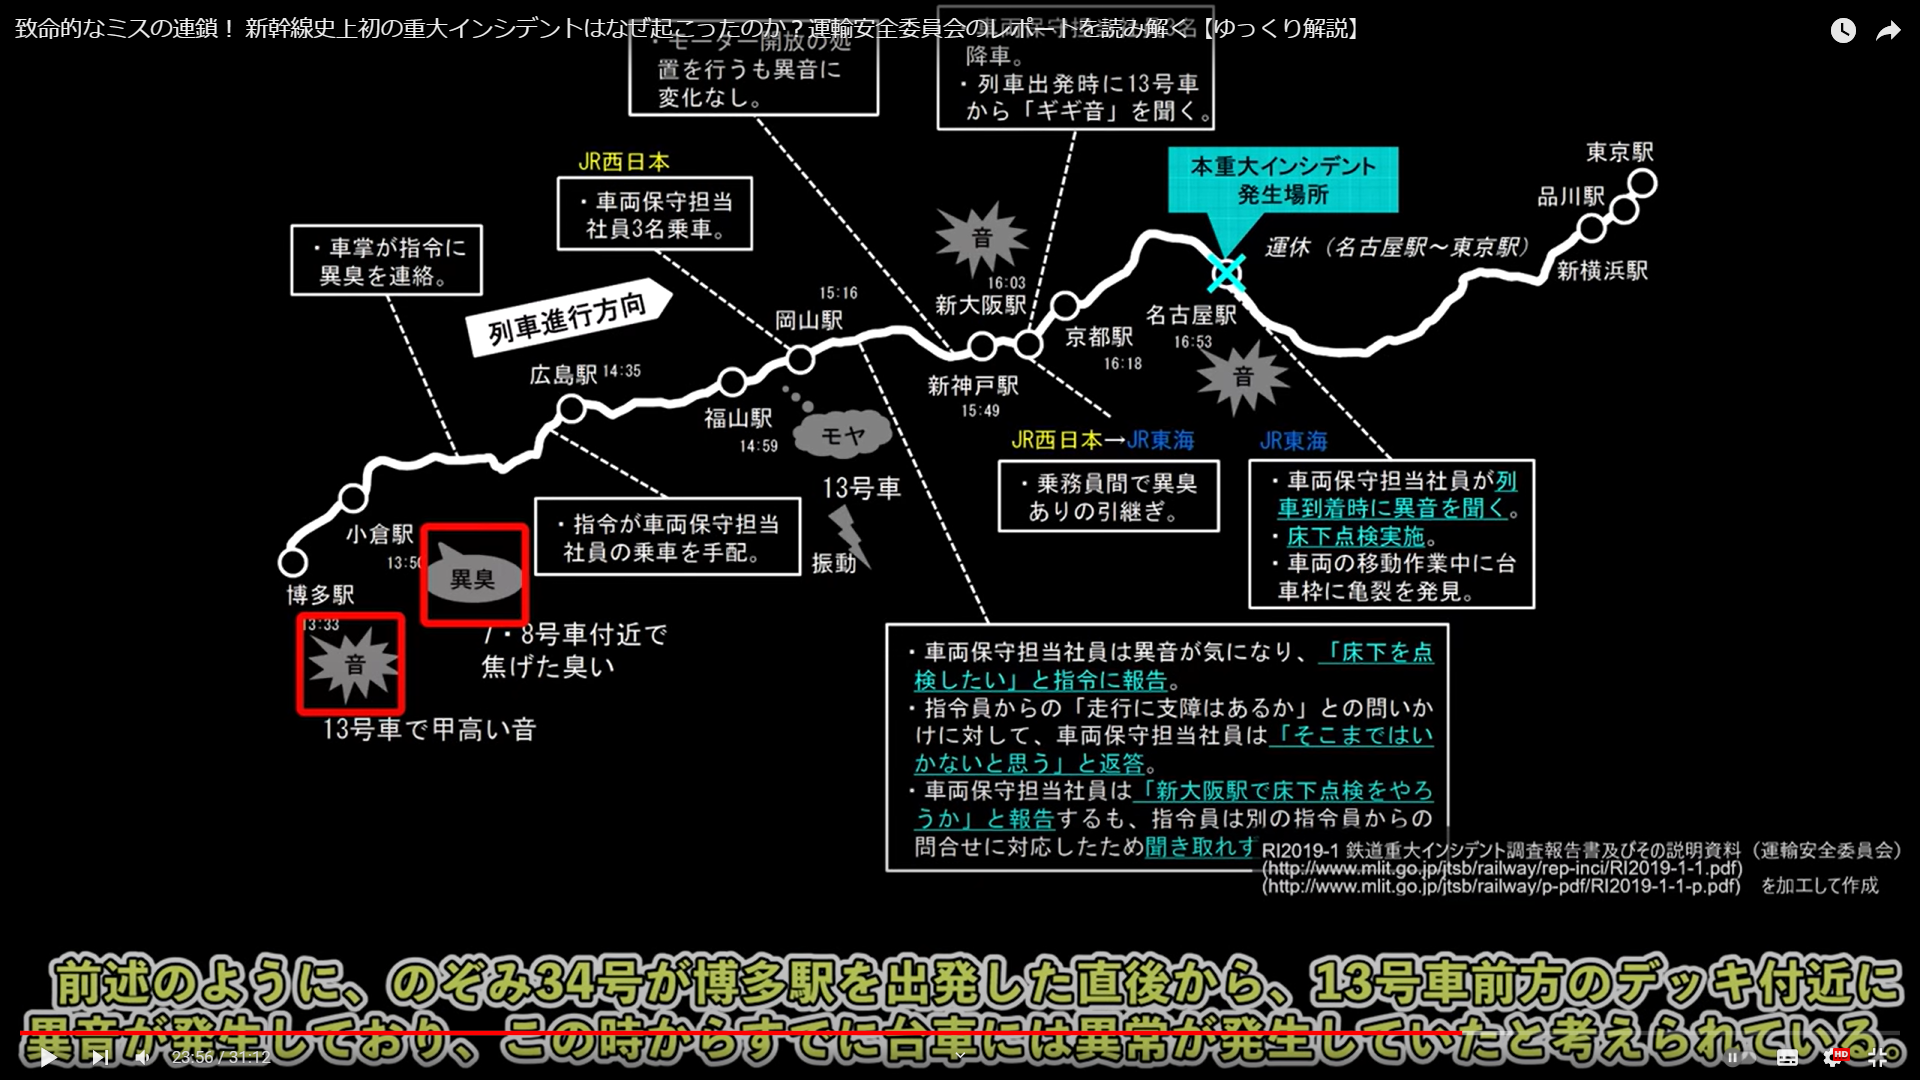 致命的なミスの連鎖！ 新幹線史上初の重大インシデントはなぜ起こったのか？運輸安全委員会のレポートを読み解く【ゆっくり解説】
・モーター開放の処
置を行うも異音に
変化なし。
降車。
・列車出発時に13号車
から「ギギ音」を聞く。
東京駅
JR西日本
・車両保守担当
社員3名乗車。
本重大インシデント
発生場所
品川駅
・車掌が指令に
異臭を連絡。
音
運休（名古屋駅～東京駅）
新横浜駅
列車進行方向
15:16
岡山駅
16:03
新大阪駅
名古屋駅
16:53
京都駅
16:18
広島駅 14:35
新神戸駅
15:49
音
福山駅
14:59
モヤ
JR西日本→JR東海
JR東海
13号車
振動
・乗務員間で異臭
ありの引継ぎ。
・車両保守担当社員が列
車到着時に異音を聞く。
・床下点検実施。
・車両の移動作業中に台
車枠に亀裂を発見。
小倉駅
異臭
・指令が車両保守担当
社員の乗車を手配。
博多駅
13:33
音
7・8号車付近で
焦げた臭い
13号車で甲高い音
・車両保守担当社員は異音が気になり、「床下を点
検したい」と指令に報告。
・指令員からの「走行に支障はあるか」との問いか
けに対して、車両保守担当社員は「そこまではい
かないと思う」と返答。
・車両保守担当社員は「新大阪駅で床下点検をやろ
うか」と報告するも、指令員は別の指令員からの
問合せに対応したため聞き取れず
RI2019-1 鉄道重大インシデント調査報告書及びその説明資料（運輸安全委員会）
(http://www.mlit.go.jp/jtsb/railway/rep-inci/RI2019-1-1.pdf)
(http://www.mlit.go.jp/jtsb/railway/p-pdf/RI2019-1-1-p.pdf)　を加工して作成
前述のように、のぞみ34号が博多駅を出発した直後から、13号車前方のデッキ付近に
異音が発生しており、この時からすでに台車には異常が発生していたと考えられている。
23:56 / 31:12
HD